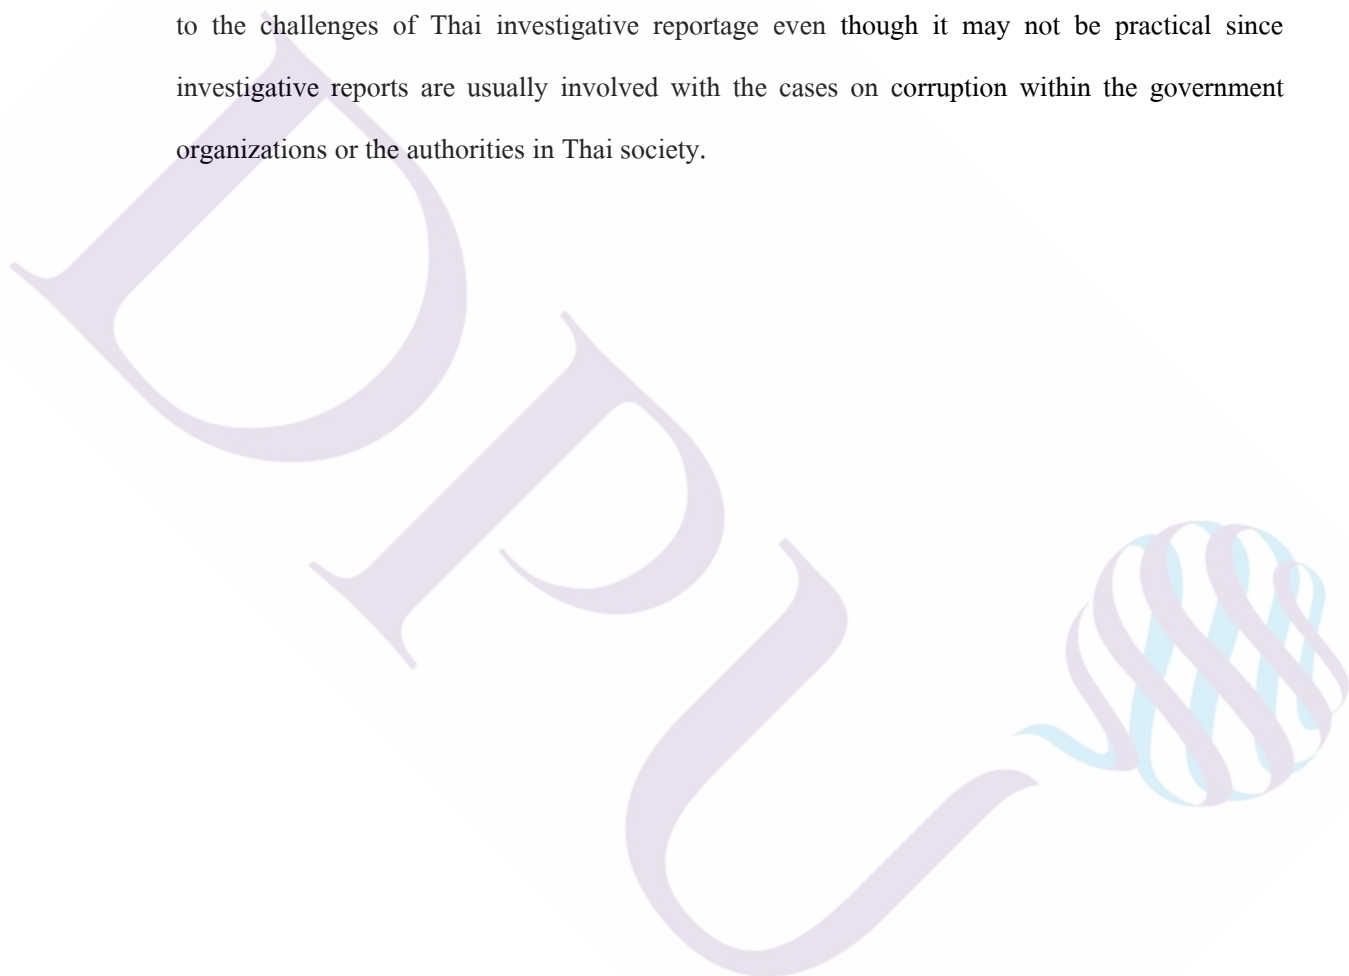 to the challenges of Thai investigative reportage even though it may not be practical since
investigative reports are usually involved with the cases on corruption within the government
organizations or the authorities in Thai society.
DPU